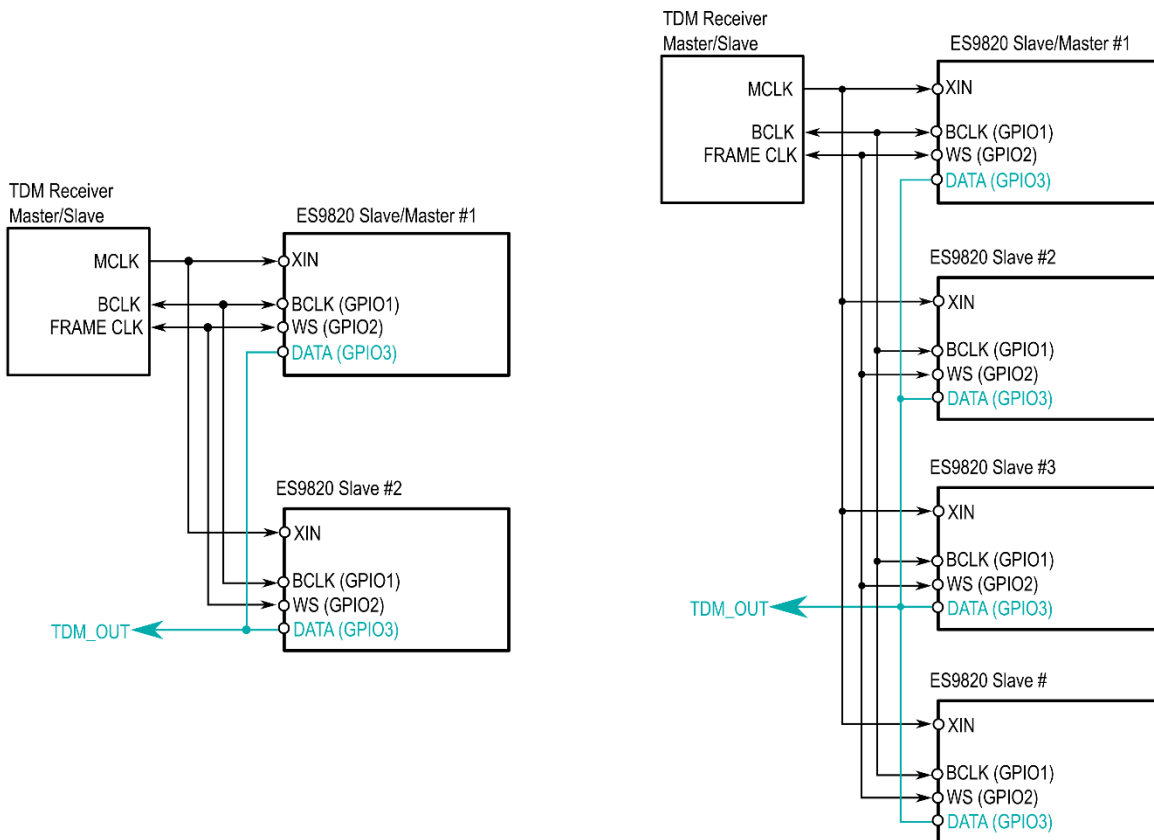 TDM Receiver
Master/Slave
MCLK
BCLK
FRAME CLK
ES9820 Slave/Master #1
XIN
BCLK (GPIO1)
WS (GPIO2)
DATA (GPIO3)
ES9820 Slave #2
XIN
BCLK (GPIO1)
WS (GPIO2)
DATA (GPIO3)
TDM_OUT
TDM Receiver
Master/Slave
MCLK
BCLK
FRAME CLK
ES9820 Slave/Master #1
XIN
BCLK (GPIO1)
WS (GPIO2)
DATA (GPIO3)
ES9820 Slave #2
XIN
BCLK (GPIO1)
WS (GPIO2)
DATA (GPIO3)
ES9820 Slave #3
XIN
BCLK (GPIO1)
WS (GPIO2)
DATA (GPIO3)
TDM_OUT
ES9820 Slave #
XIN
BCLK (GPIO1)
WS (GPIO2)
DATA (GPIO3)